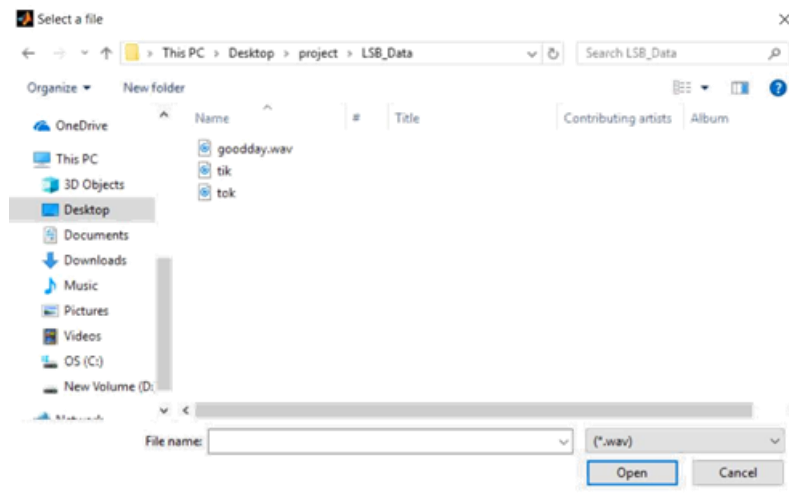 Select a file
This PC > Desktop > project > LSB_Data
Search LSB_Data
Organize
New folder
Name
#
Title
Contributing artists
Album
OneDrive
This PC
3D Objects
Desktop
Documents
Downloads
Music
Pictures
Videos
OS (C:)
New Volume (D:
goodday.wav
tik
tok
File name:
(*.wav)
Open
Cancel